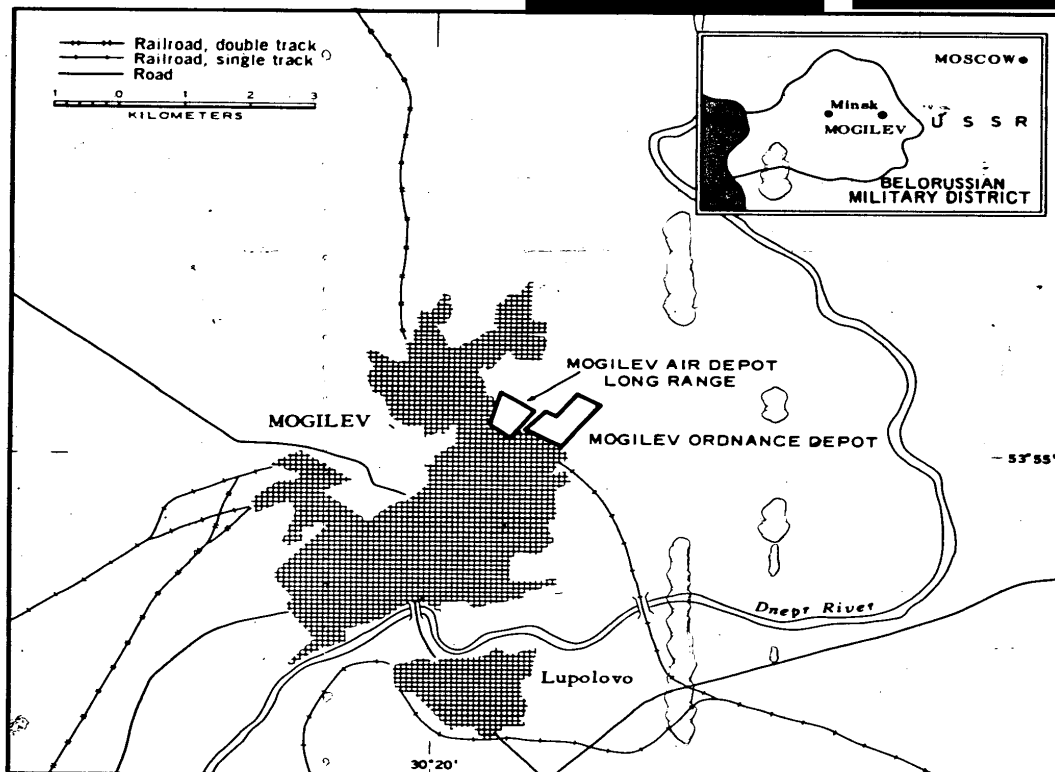 Railroad, double track
Railroad, single track
Road
1 0 1 2 3
KILOMETERS
MOSCOW
Minsk
MOGILEV
U S S R
BELORUSSIAN
MILITARY DISTRICT
MOGILEV AIR DEPOT
LONG RANGE
MOGILEV
MOGILEV ORDNANCE DEPOT
53°55'
Dnepr River
Lupolovo
30°20'